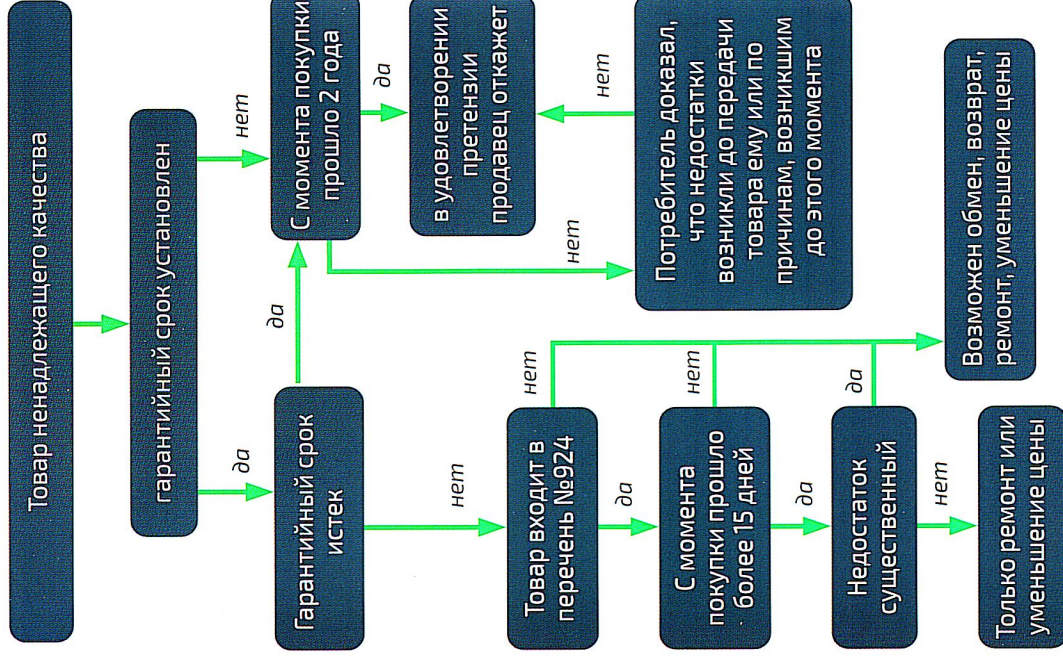 Товар ненадлежащего качества
гарантийный срок установлен
да
нет
Гарантийный срок
истек
да
С момента покупки
прошло 2 года
нет
да
нет
в удовлетворении
претензии
продавец откажет
Товар входит в
перечень №924
нет
да
нет
Потребитель доказал,
что недостатки
возникли до передачи
товара ему или по
причинам, возникшим
до этого момента
С момента
покупки прошло
более 15 дней
нет
да
Недостаток
существенный
да
нет
Возможен обмен, возврат,
ремонт, уменьшение цены
Только ремонт или
уменьшение цены